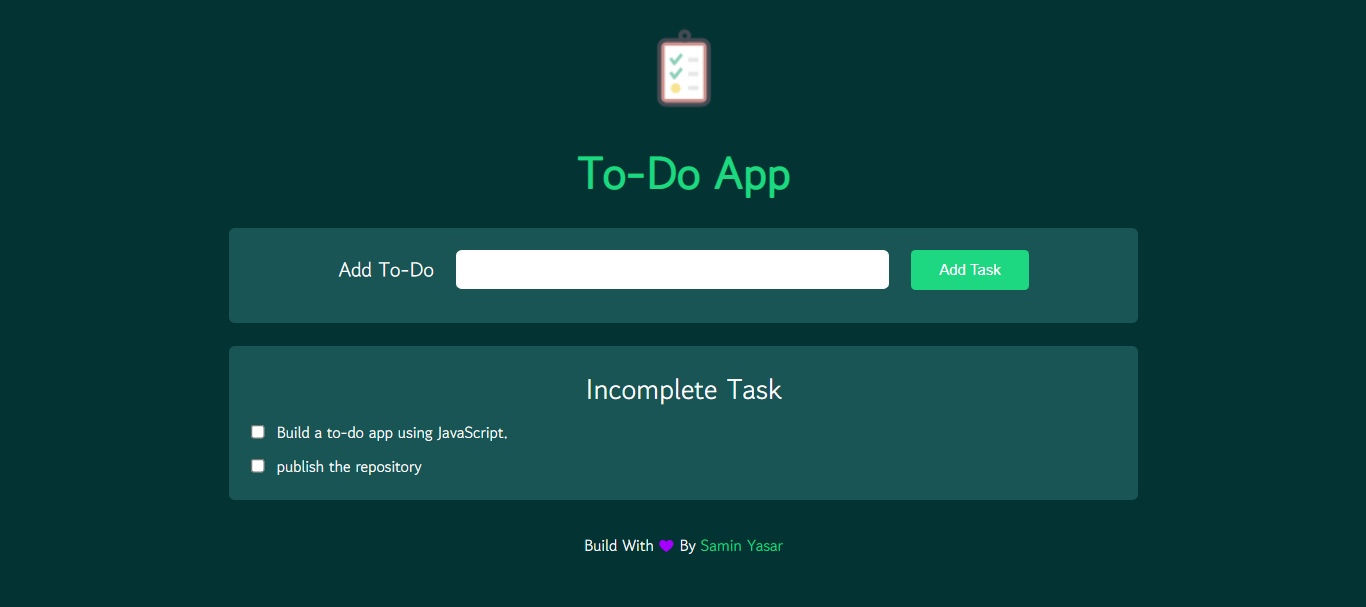 To-Do App
Add To-Do
Add Task
Incomplete Task
Build a to-do app using JavaScript.
publish the repository
Build With 💜 By Samin Yasar